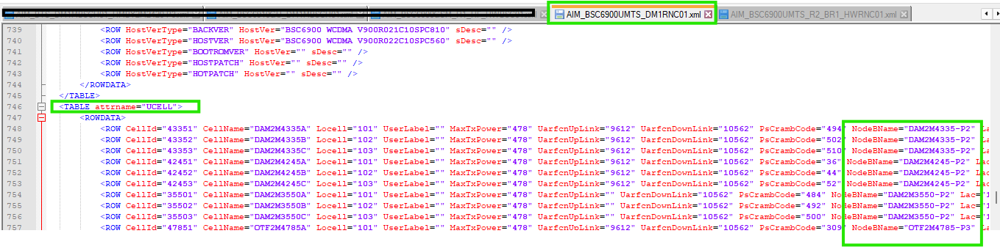 AIM_BSC6900UMTS_DM1RNC01.xml AIM_BSC6900UMTS_R2_BR1_HWRNC01.xml
739 <ROW HostVerType="BACKVER" HostVer="BSC6900 WCDMA V900R021C10SPC810" sDesc="" />
740 <ROW HostVerType="HOSTVER" HostVer="BSC6900 WCDMA V900R022C10SPC560" sDesc="" />
741 <ROW HostVerType="BOOTROMVER" HostVer="" sDesc="" />
742 <ROW HostVerType="HOSTPATCH" HostVer="" sDesc="" />
743 <ROW HostVerType="HOTPATCH" HostVer="" sDesc="" />
744 </ROWDATA>
745 </TABLE>
746 <TABLE attrname="UCELL">
747 <ROWDATA>
748 <ROW CellId="43351" CellName="DAM2M4335A" Locell="101" UserLabel="" MaxTxPower="478" UarfcnUpLink="9612" UarfcnDownLink="10562" PsCrambCode="494" NodeBName="DAM2M4335-P2" La
749 <ROW CellId="43352" CellName="DAM2M4335B" Locell="102" UserLabel="" MaxTxPower="478" UarfcnUpLink="9612" UarfcnDownLink="10562" PsCrambCode="502" NodeBName="DAM2M4335-P2" La
750 <ROW CellId="43353" CellName="DAM2M4335C" Locell="103" UserLabel="" MaxTxPower="478" UarfcnUpLink="9612" UarfcnDownLink="10562" PsCrambCode="510" NodeBName="DAM2M4335-P2" La
751 <ROW CellId="42451" CellName="DAM2M4245A" Locell="101" UserLabel="" MaxTxPower="478" UarfcnUpLink="9612" UarfcnDownLink="10562" PsCrambCode="36" NodeBName="DAM2M4245-P2" Lac
752 <ROW CellId="42452" CellName="DAM2M4245B" Locell="102" UserLabel="" MaxTxPower="478" UarfcnUpLink="9612" UarfcnDownLink="10562" PsCrambCode="44" NodeBName="DAM2M4245-P2" Lac
753 <ROW CellId="42453" CellName="DAM2M4245C" Locell="103" UserLabel="" MaxTxPower="478" UarfcnUpLink="9612" UarfcnDownLink="10562" PsCrambCode="52" NodeBName="DAM2M4245-P2" Lac
754 <ROW CellId="35501" CellName="DAM2M3550A" Locell="101" UserLabel="" MaxTxPower="478" UarfcnUpLink="" UarfcnDownLink="10562" PsCrambCode="484" NodeBName="DAM2M3550-P2" Lac="1
755 <ROW CellId="35502" CellName="DAM2M3550B" Locell="102" UserLabel="" MaxTxPower="478" UarfcnUpLink="" UarfcnDownLink="10562" PsCrambCode="492" NodeBName="DAM2M3550-P2" Lac="
756 <ROW CellId="35503" CellName="DAM2M3550C" Locell="103" UserLabel="" MaxTxPower="478" UarfcnUpLink="" UarfcnDownLink="10562" PsCrambCode="500" NodeBName="DAM2M3550-P2" Lac="1
757 <ROW CellId="47851" CellName="OTF2M4785A" Locell="101" UserLabel="" MaxTxPower="478" UarfcnUpLink="9612" UarfcnDownLink="10562" PsCrambCode="309" NodeBName="OTF2M4785-P3" La